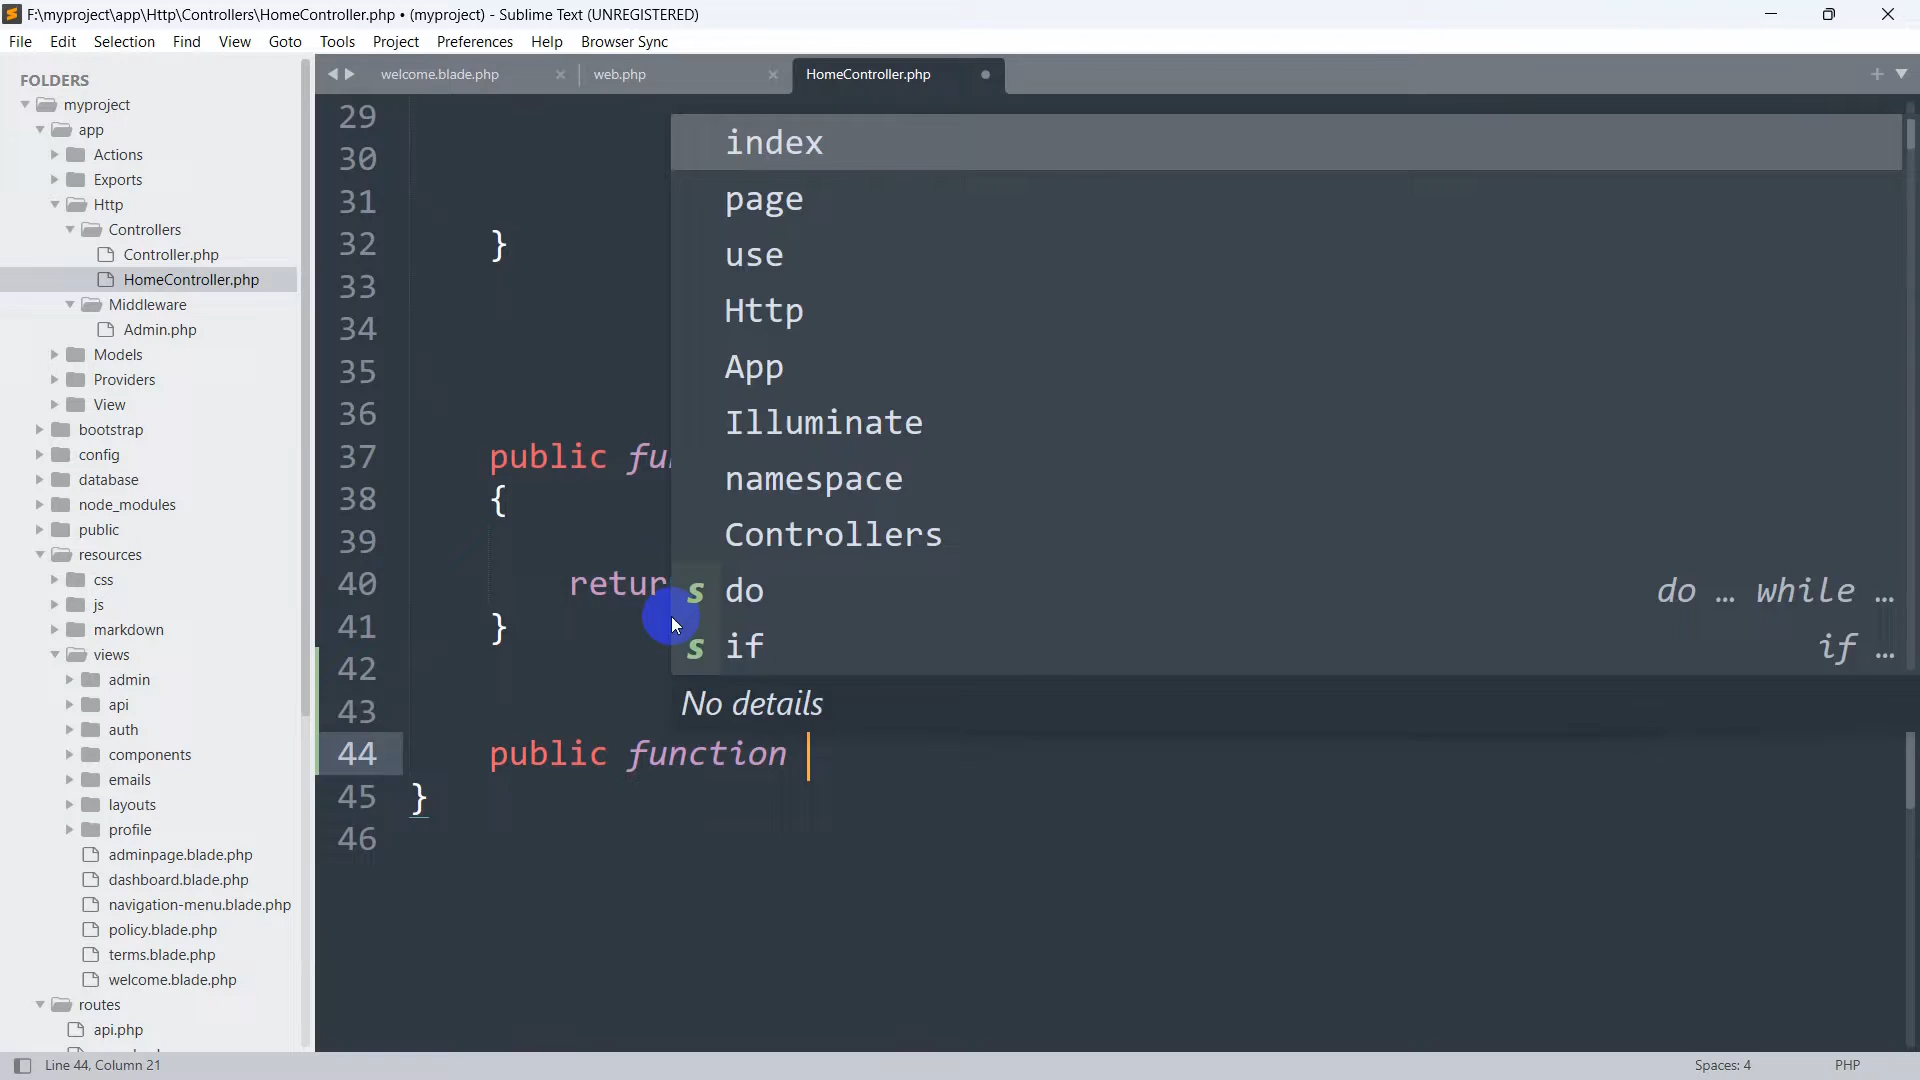 F:\myproject\app\Http\Controllers\HomeController.php • (myproject) - Sublime Text (UNREGISTERED)
File Edit Selection Find View Goto Tools Project Preferences Help Browser Sync
FOLDERS
myproject
app
Actions
Exports
Http
Controllers
Controller.php
HomeController.php
Middleware
Admin.php
Models
Providers
View
bootstrap
config
database
node_modules
public
resources
css
js
markdown
views
admin
api
auth
components
emails
layouts
profile
adminpage.blade.php
dashboard.blade.php
navigation-menu.blade.php
policy.blade.php
terms.blade.php
welcome.blade.php
routes
api.php
welcome.blade.php web.php HomeController.php
29
30
31
32 }
33
34
35
36
37 public fu
38 {
39
40 retur
41 }
42
43
44 public function
45 }
46
index
page
use
Http
App
Illuminate
namespace
Controllers
s do do … while …
s if if …
No details
Line 44, Column 21 Spaces: 4 PHP